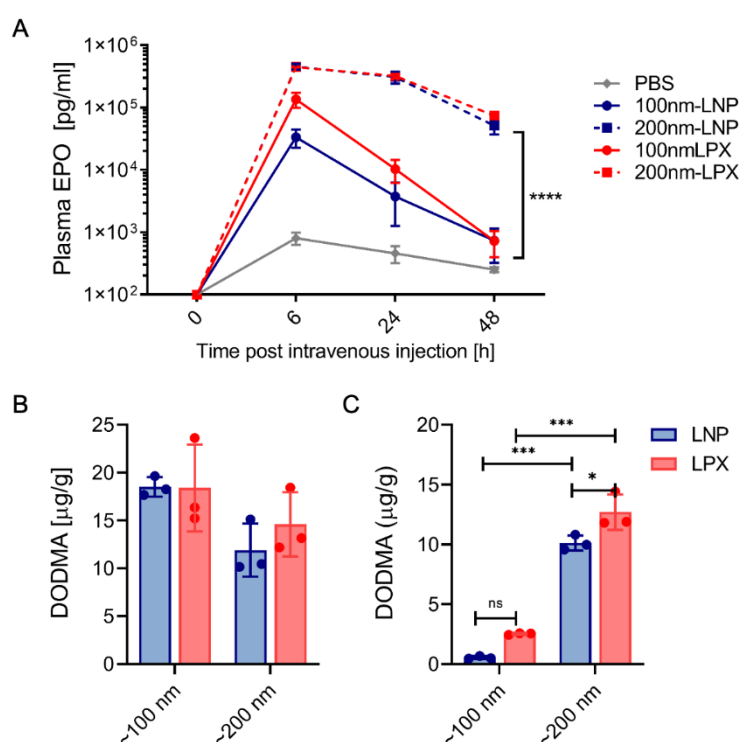 A
Plasma EPO [pg/ml]
1×10⁶
1×10⁵
1×10⁴
1×10³
1×10²
0
6
24
48
Time post intravenous injection [h]
****
PBS
100nm-LNP
200nm-LNP
100nmLPX
200nm-LPX
B
DODMA [µg/g]
25
20
15
10
5
0
~100 nm
~200 nm
C
DODMA (µg/g)
20
15
10
5
0
ns
***
***
*
~100 nm
~200 nm
LNP
LPX